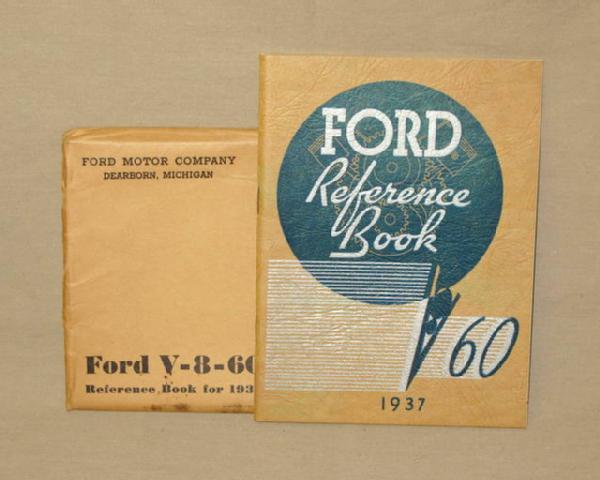 FORD MOTOR COMPANY
DEARBORN, MICHIGAN
Ford V-8-60
Reference Book for 193
FORD
Reference
Book
60
1937